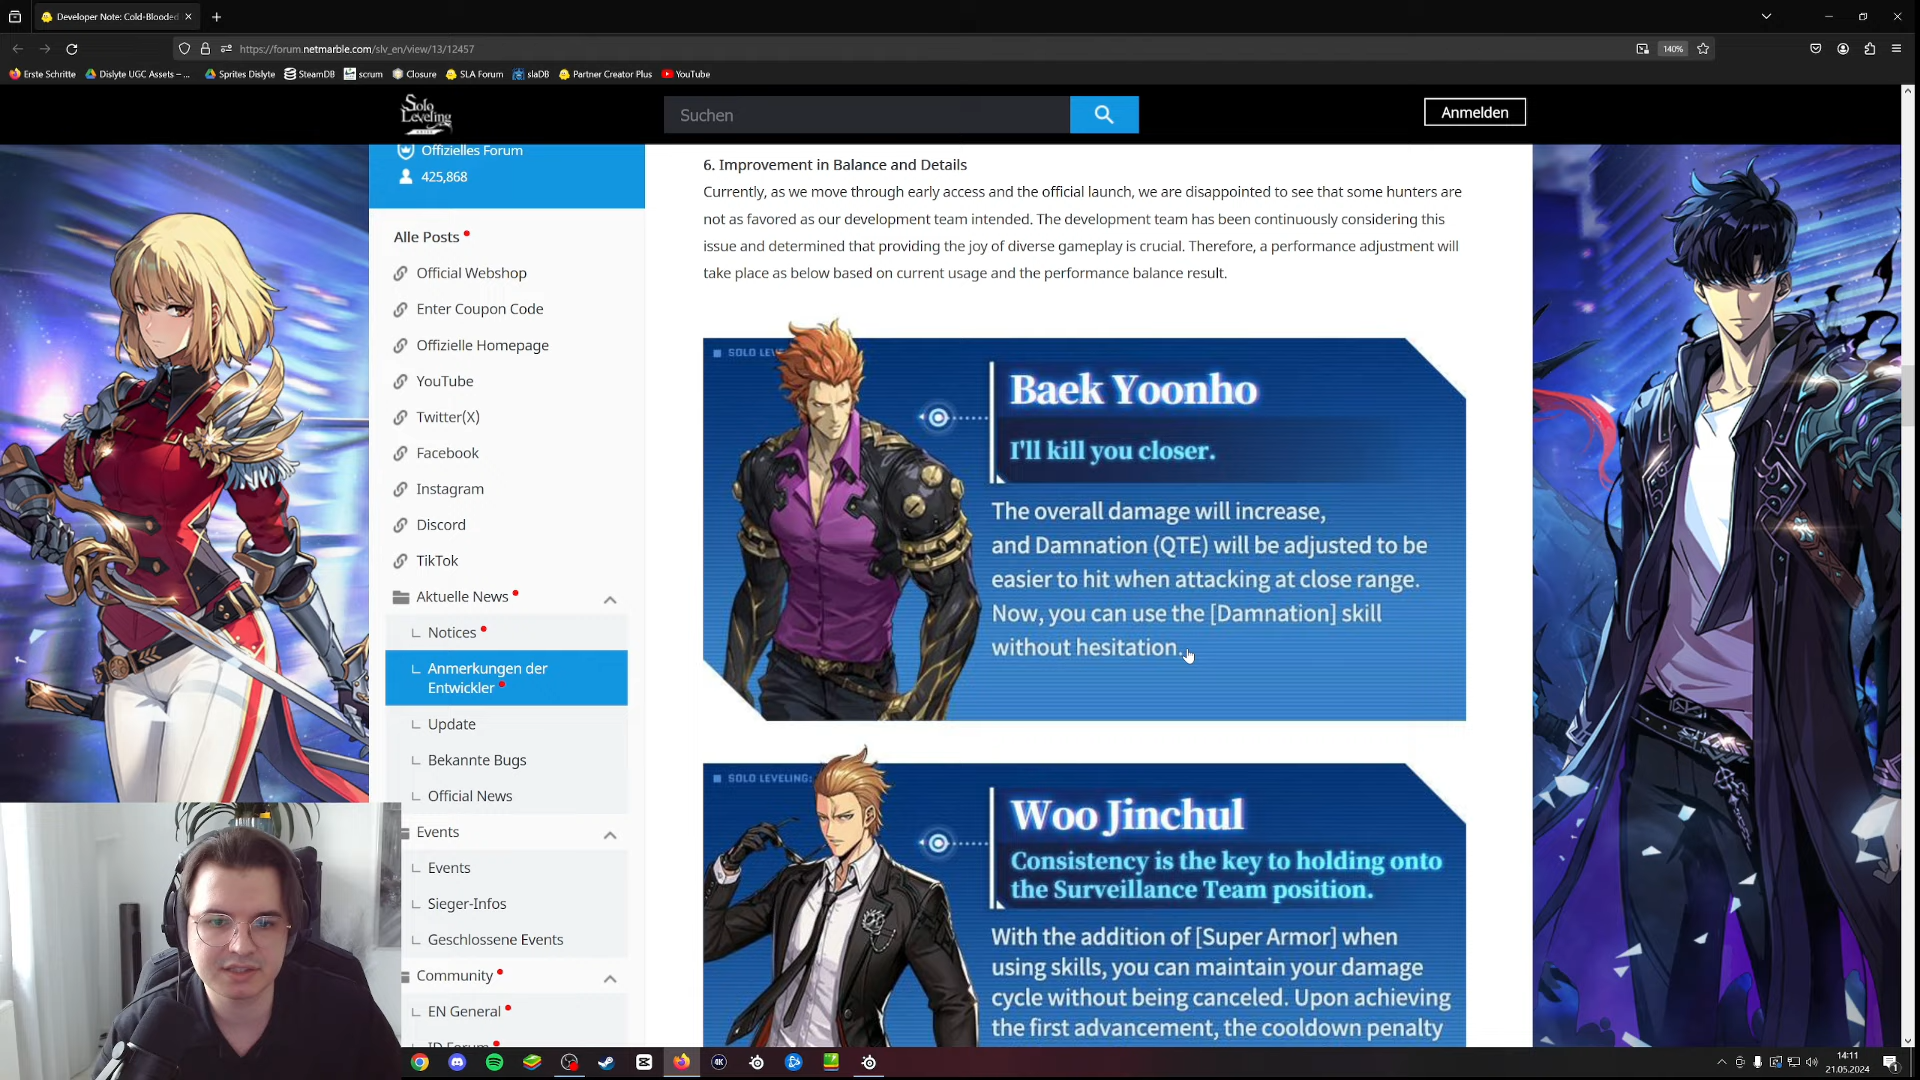 Developer Note: Cold-Blooded
https://forum.netmarble.com/slv_en/view/13/12457
140%
Erste Schritte
Dislyte UGC Assets – ...
Sprites Dislyte
SteamDB
scrum
Closure
SLA Forum
slaDB
Partner Creator Plus
YouTube
Solo
Leveling
Suchen
Anmelden
Offizielles Forum
425,868
Alle Posts
Official Webshop
Enter Coupon Code
Offizielle Homepage
YouTube
Twitter(X)
Facebook
Instagram
Discord
TikTok
Aktuelle News
Notices
Anmerkungen der
Entwickler
Update
Bekannte Bugs
Official News
Events
Events
Sieger-Infos
Geschlossene Events
Community
EN General
ID Forum
6. Improvement in Balance and Details
Currently, as we move through early access and the official launch, we are disappointed to see that some hunters are
not as favored as our development team intended. The development team has been continuously considering this
issue and determined that providing the joy of diverse gameplay is crucial. Therefore, a performance adjustment will
take place as below based on current usage and the performance balance result.
SOLO LEVE
Baek Yoonho
I'll kill you closer.
The overall damage will increase,
and Damnation (QTE) will be adjusted to be
easier to hit when attacking at close range.
Now, you can use the [Damnation] skill
without hesitation.
SOLO LEVELING:
Woo Jinchul
Consistency is the key to holding onto
the Surveillance Team position.
With the addition of [Super Armor] when
using skills, you can maintain your damage
cycle without being canceled. Upon achieving
the first advancement, the cooldown penalty
4K
14:11
21.05.2024
1